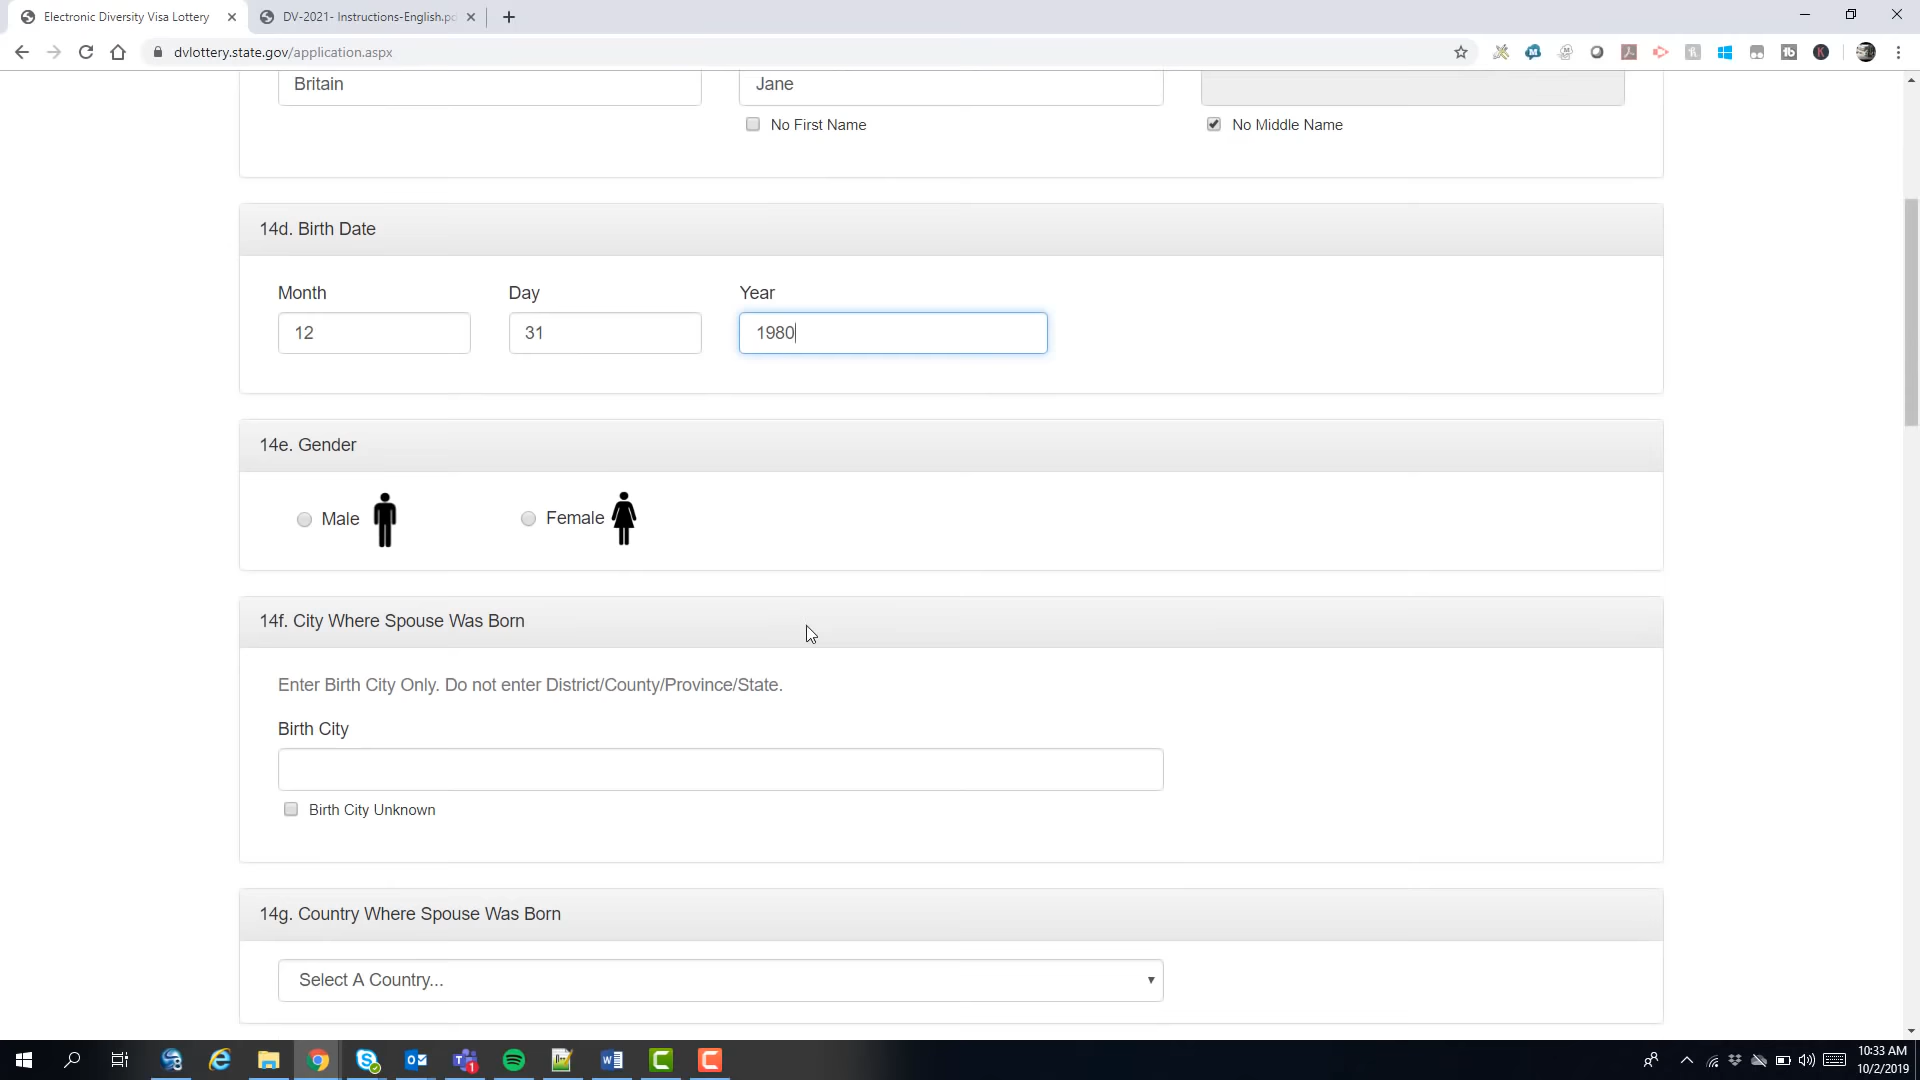 Electronic Diversity Visa Lottery
DV-2021- Instructions-English.pd
dvlottery.state.gov/application.aspx
Britain
Jane
No First Name
No Middle Name
14d. Birth Date
Month
Day
Year
12
31
1980
14e. Gender
Male
Female
14f. City Where Spouse Was Born
Enter Birth City Only. Do not enter District/County/Province/State.
Birth City
Birth City Unknown
14g. Country Where Spouse Was Born
Select A Country...
10:33 AM
10/2/2019